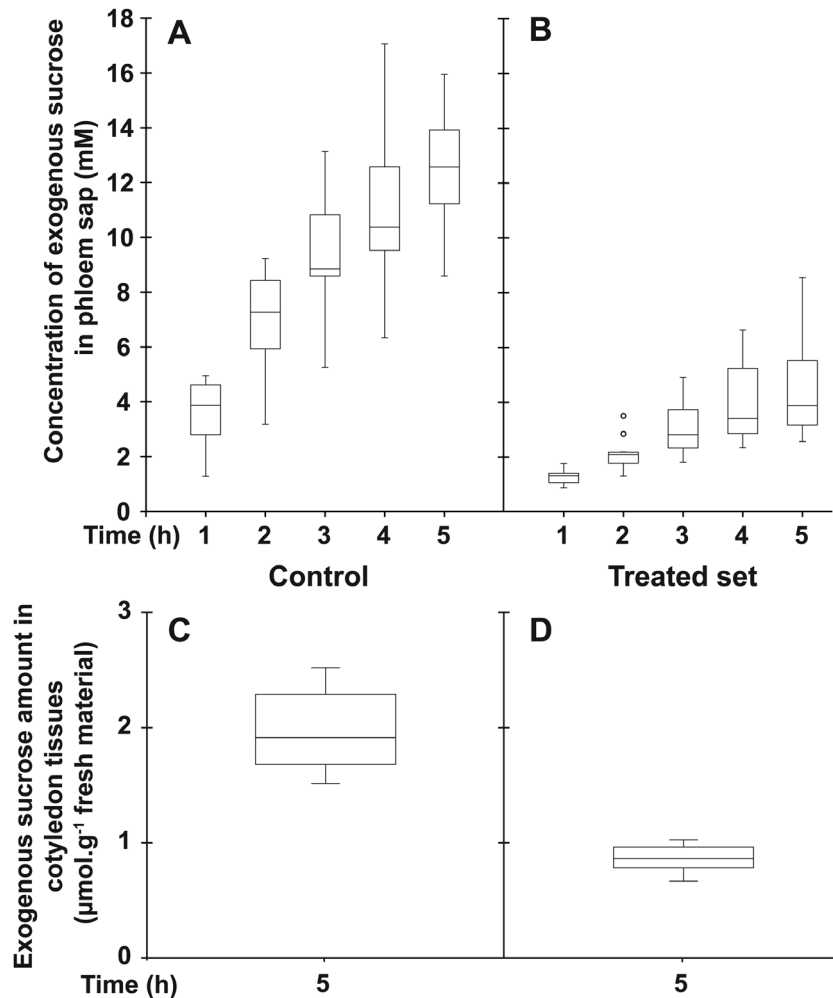 A
B
Concentration of exogenous sucrose
in phloem sap (mM)
18
16
14
12
10
8
6
4
2
0
Time (h) 1 2 3 4 5 1 2 3 4 5
Control Treated set
C
D
Exogenous sucrose amount in
cotyledon tissues
(µmol.g⁻¹ fresh material)
3
2
1
0
Time (h) 5 5